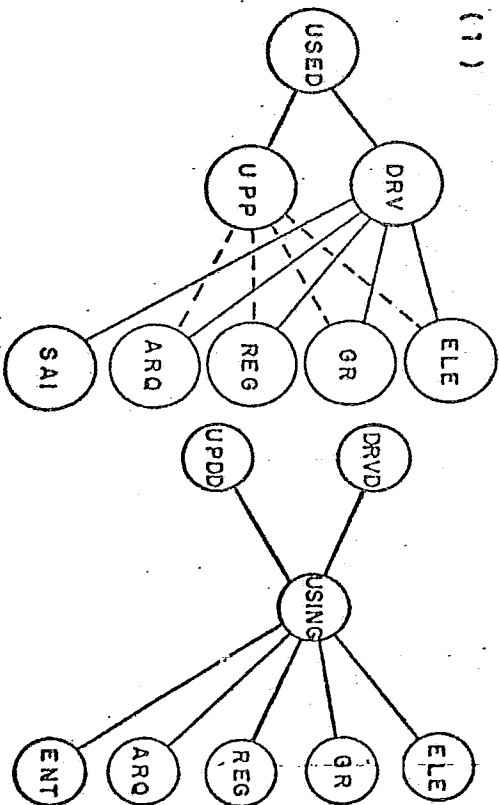 (1)
ELE
DRV
GR
USED
REG
UPP
ARQ
SAI
DRVD
UPDD
USING
ELE
GR
REG
ARQ
ENT